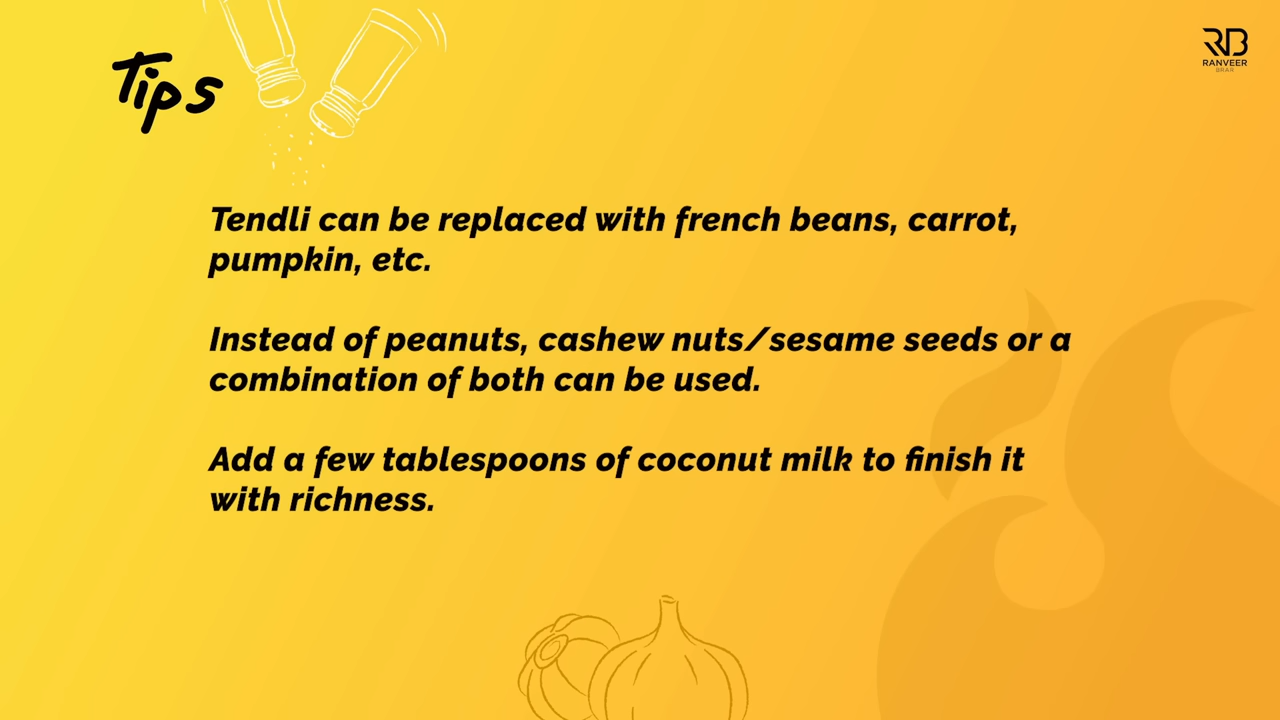 Tips
RB
RANVEER
BRAR
Tendli can be replaced with french beans, carrot,
pumpkin, etc.
Instead of peanuts, cashew nuts/sesame seeds or a
combination of both can be used.
Add a few tablespoons of coconut milk to finish it
with richness.